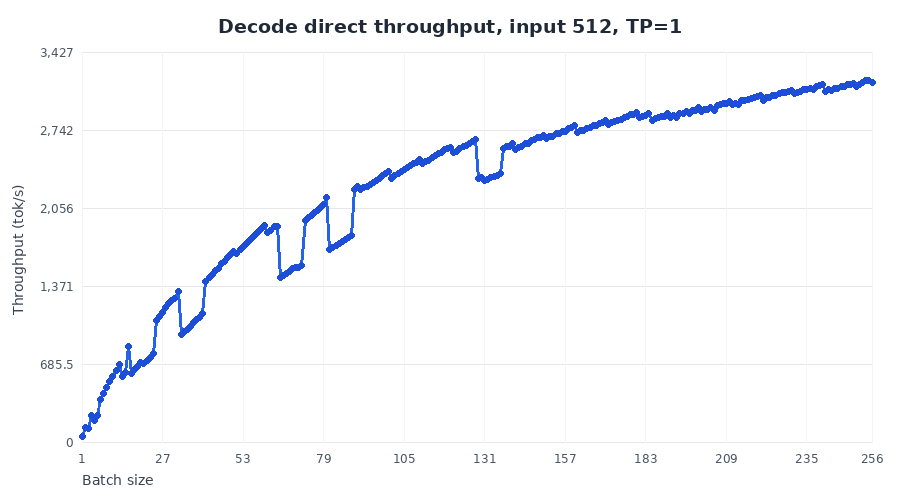 Decode direct throughput, input 512, TP=1
3,427
2,742
2,056
1,371
685.5
0
Throughput (tok/s)
1 27 53 79 105 131 157 183 209 235 256
Batch size